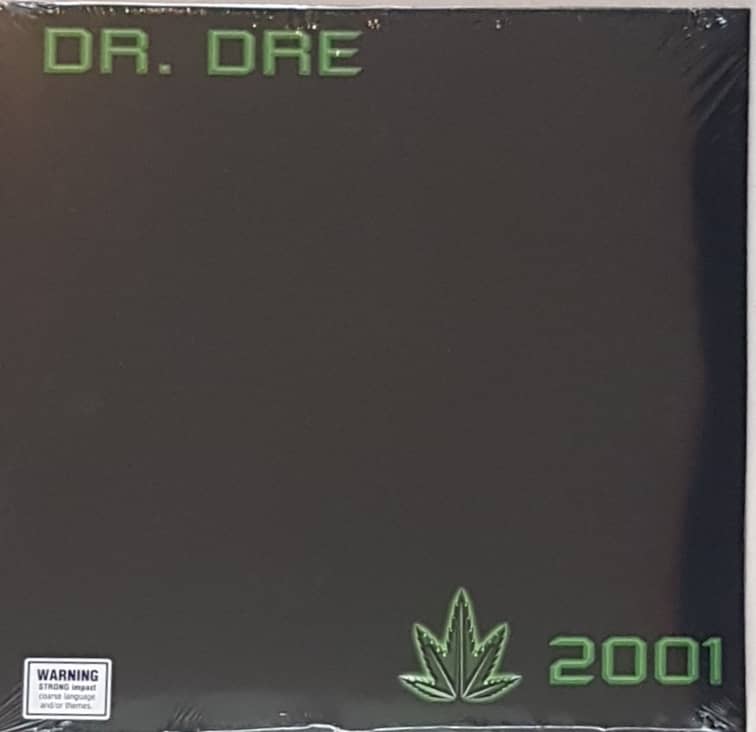 DR. DRE
2001
WARNING
STRONG impact
coarse language
and/or themes.